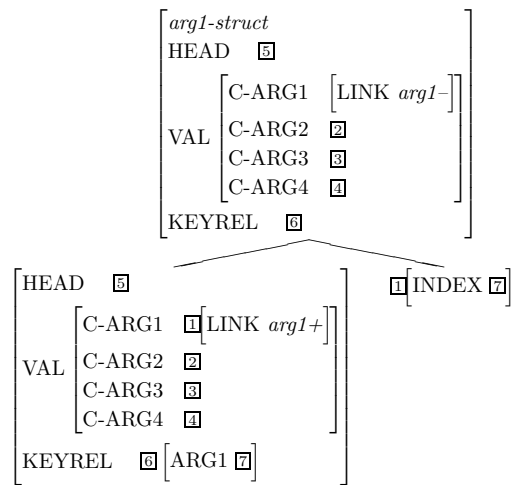 arg1-struct
HEAD 5
VAL C-ARG1 [LINK arg1–]
C-ARG2 2
C-ARG3 3
C-ARG4 4
KEYREL 6
HEAD 5
VAL C-ARG1 1[LINK arg1+]
C-ARG2 2
C-ARG3 3
C-ARG4 4
KEYREL 6 [ARG1 7]
1[INDEX 7]